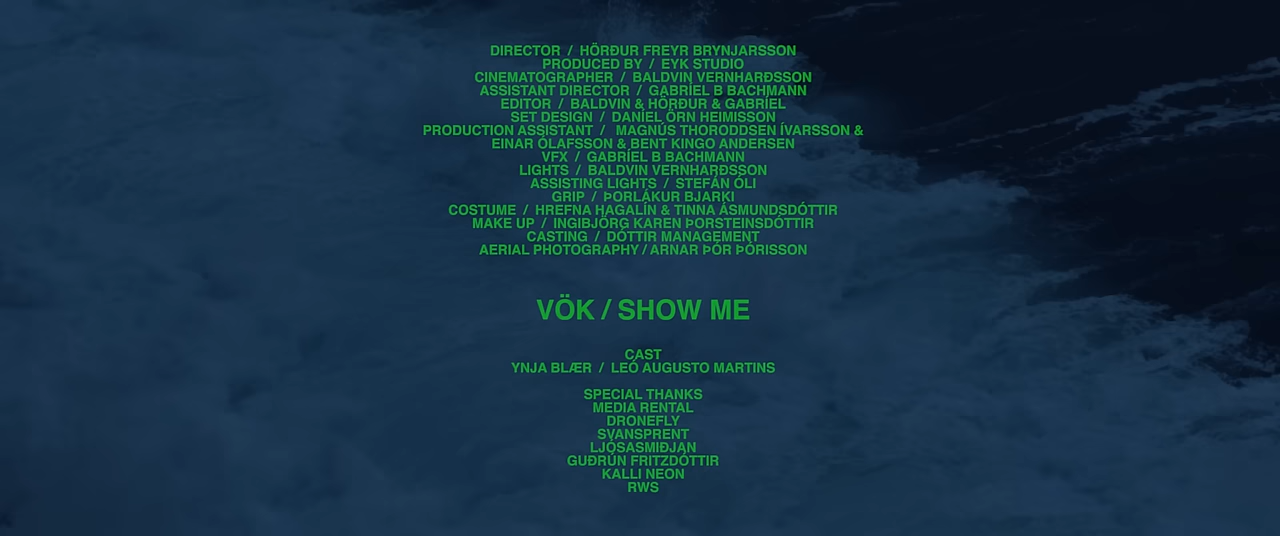 DIRECTOR / HÖRÐUR FREYR BRYNJARSSON
PRODUCED BY / EYK STUDIO
CINEMATOGRAPHER / BALDVIN VERNHARÐSSON
ASSISTANT DIRECTOR / GABRÍEL B BACHMANN
EDITOR / BALDVIN & HÖRÐUR & GABRÍEL
SET DESIGN / DANÍEL ÖRN HEIMISSON
PRODUCTION ASSISTANT / MAGNÚS THORODDSEN ÍVARSSON &
EINAR ÓLAFSSON & BENT KINGO ANDERSEN
VFX / GABRÍEL B BACHMANN
LIGHTS / BALDVIN VERNHARÐSSON
ASSISTING LIGHTS / STEFÁN ÓLI
GRIP / ÞORLÁKUR BJARKI
COSTUME / HREFNA HAGALÍN & TINNA ÁSMUNDSDÓTTIR
MAKE UP / INGIBJÖRG KAREN ÞORSTEINSDÓTTIR
CASTING / DÓTTIR MANAGEMENT
AERIAL PHOTOGRAPHY / ARNAR ÞÓR ÞÓRISSON
VÖK / SHOW ME
CAST
YNJA BLÆR / LEÓ AUGUSTO MARTINS
SPECIAL THANKS
MEDIA RENTAL
DRONEFLY
SVANSPRENT
LJÓSASMIÐJAN
GUÐRÚN FRITZDÓTTIR
KALLI NEON
RWS